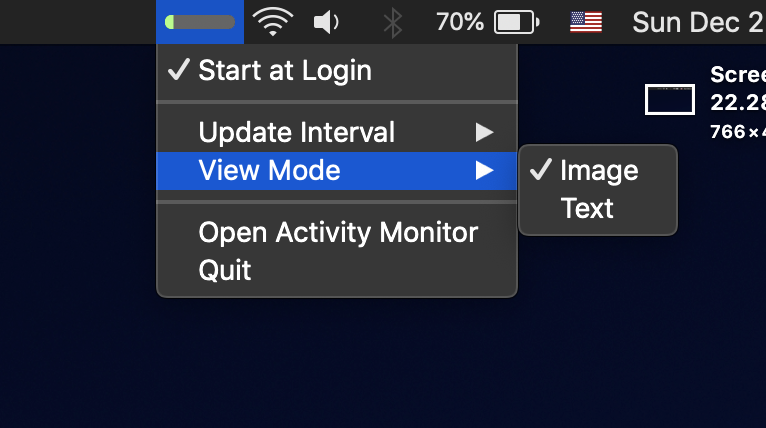 70% Sun Dec 2
Start at Login
Update Interval
View Mode
Open Activity Monitor
Quit
Image
Text
Scree
22.28
766×4